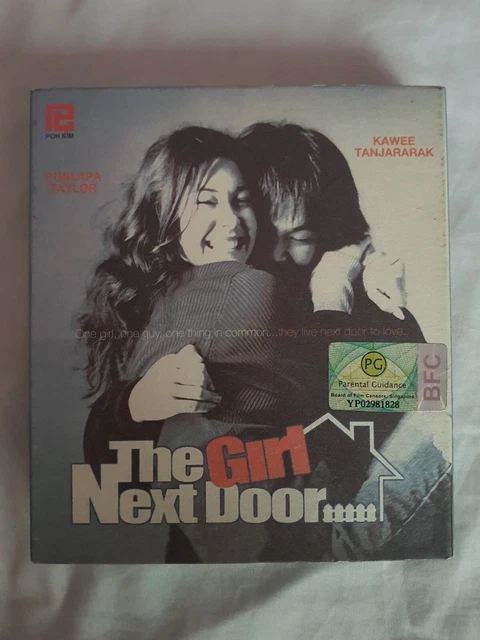 POH KIM
KAWEE
TANJARARAK
PHOLAPA
TAYLOR
One girl, one guy, one thing in common...they live next door to love.
PG
Parental Guidance
Board of Film Censors, Singapore
YP02981828
BFC
The Girl
Next Door.....